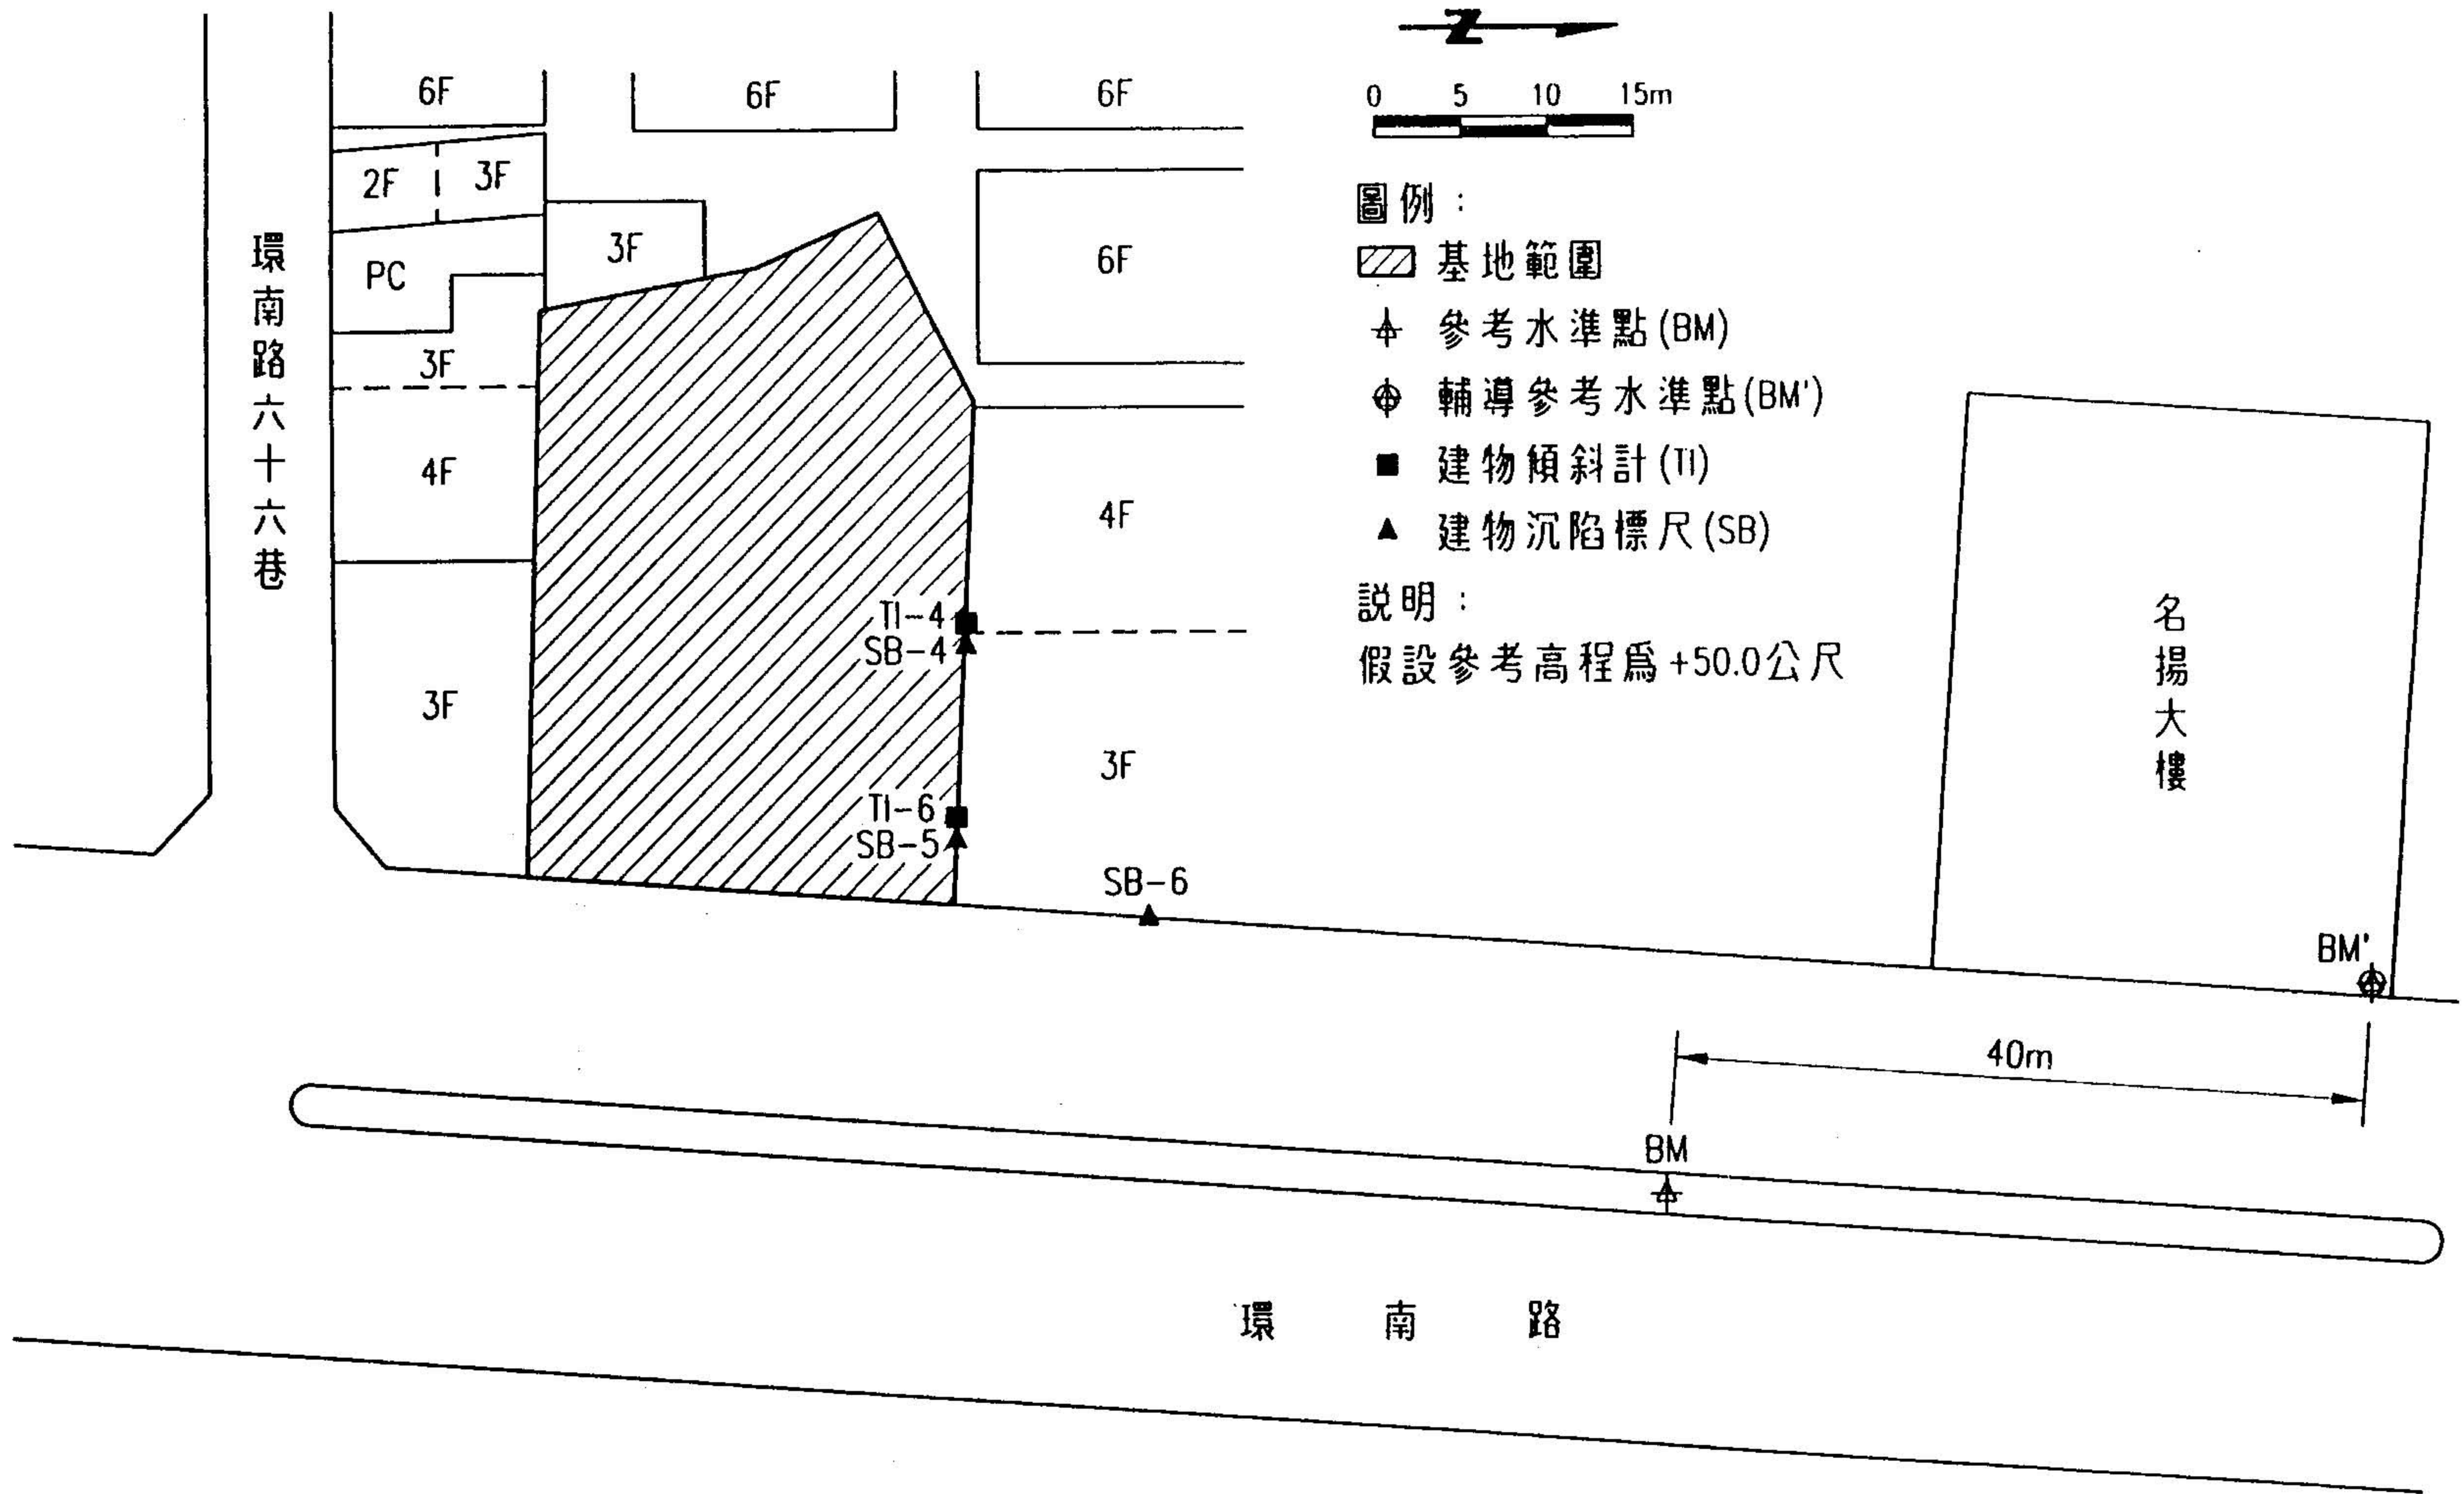 N
0 5 10 15m
6F
6F
6F
2F
3F
3F
6F
PC
3F
4F
4F
3F
3F
環南路六十六巷
TI-4
SB-4
TI-6
SB-5
SB-6
圖例：
基地範圍
參考水準點(BM)
輔導參考水準點(BM')
建物傾斜計(TI)
建物沉陷標尺(SB)
説明：
假設參考高程爲+50.0公尺
名揚大樓
BM'
40m
BM
環南路